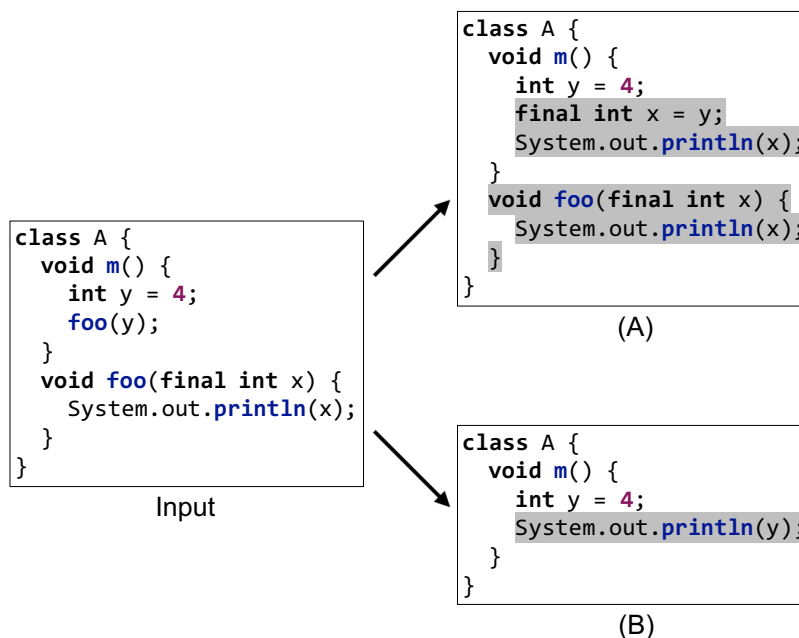 class A {
void m() {
int y = 4;
foo(y);
}
void foo(final int x) {
System.out.println(x);
}
}
Input
class A {
void m() {
int y = 4;
final int x = y;
System.out.println(x);
}
void foo(final int x) {
System.out.println(x);
}
}
(A)
class A {
void m() {
int y = 4;
System.out.println(y);
}
}
(B)